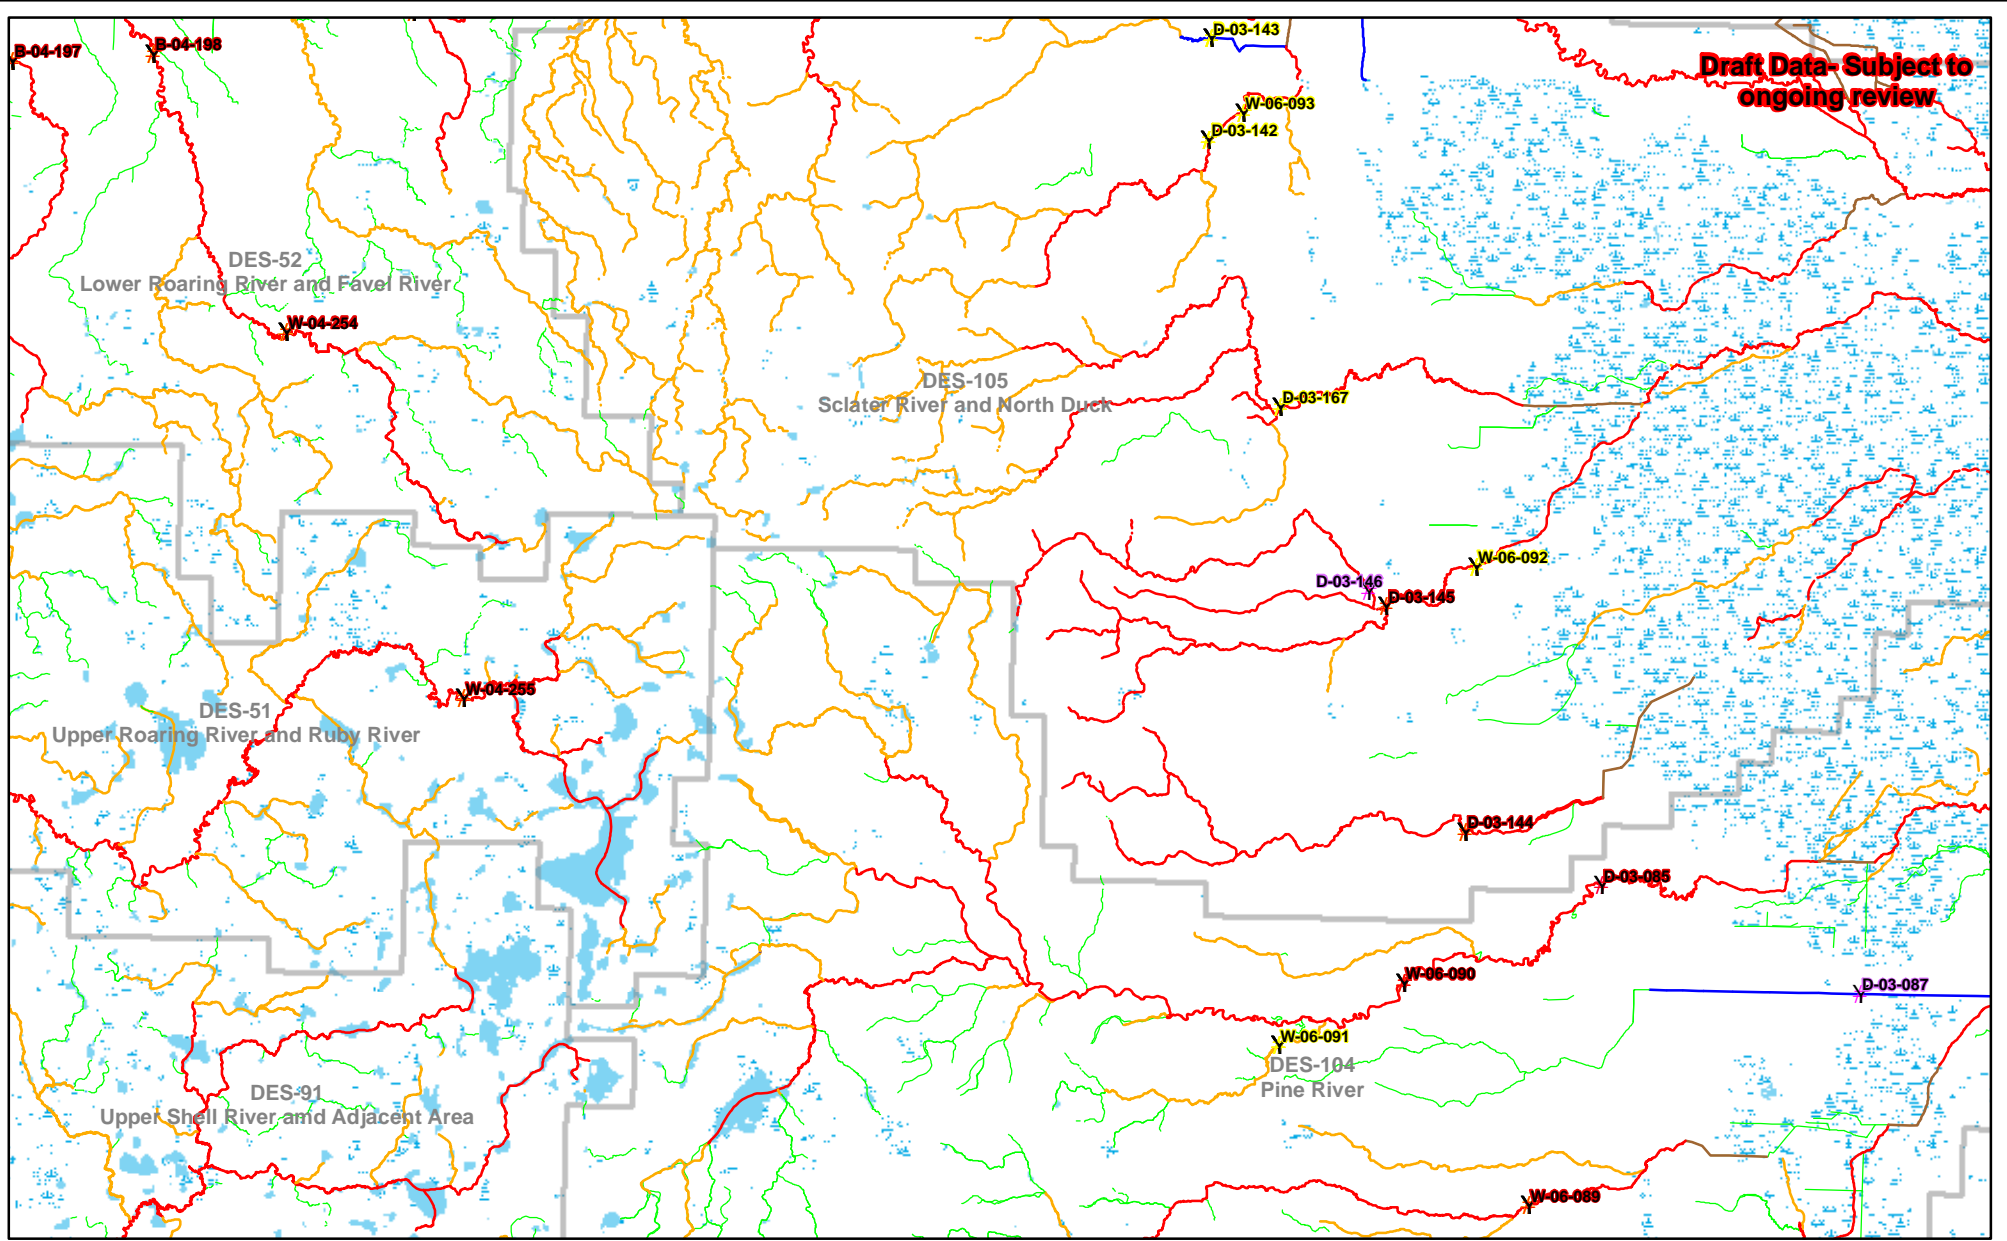 B-04-197
B-04-198
D-03-143
Draft Data- Subject to
ongoing review
W-06-093
D-03-142
DES-52
Lower Roaring River and Favel River
W-04-254
DES-105
Sclater River and North Duck
D-03-167
W-06-092
D-03-146
D-03-145
W-04-255
DES-51
Upper Roaring River and Ruby River
D-03-144
D-03-085
W-06-090
D-03-087
W-06-091
DES-104
Pine River
DES-91
Upper Shell River amd Adjacent Area
W-06-089